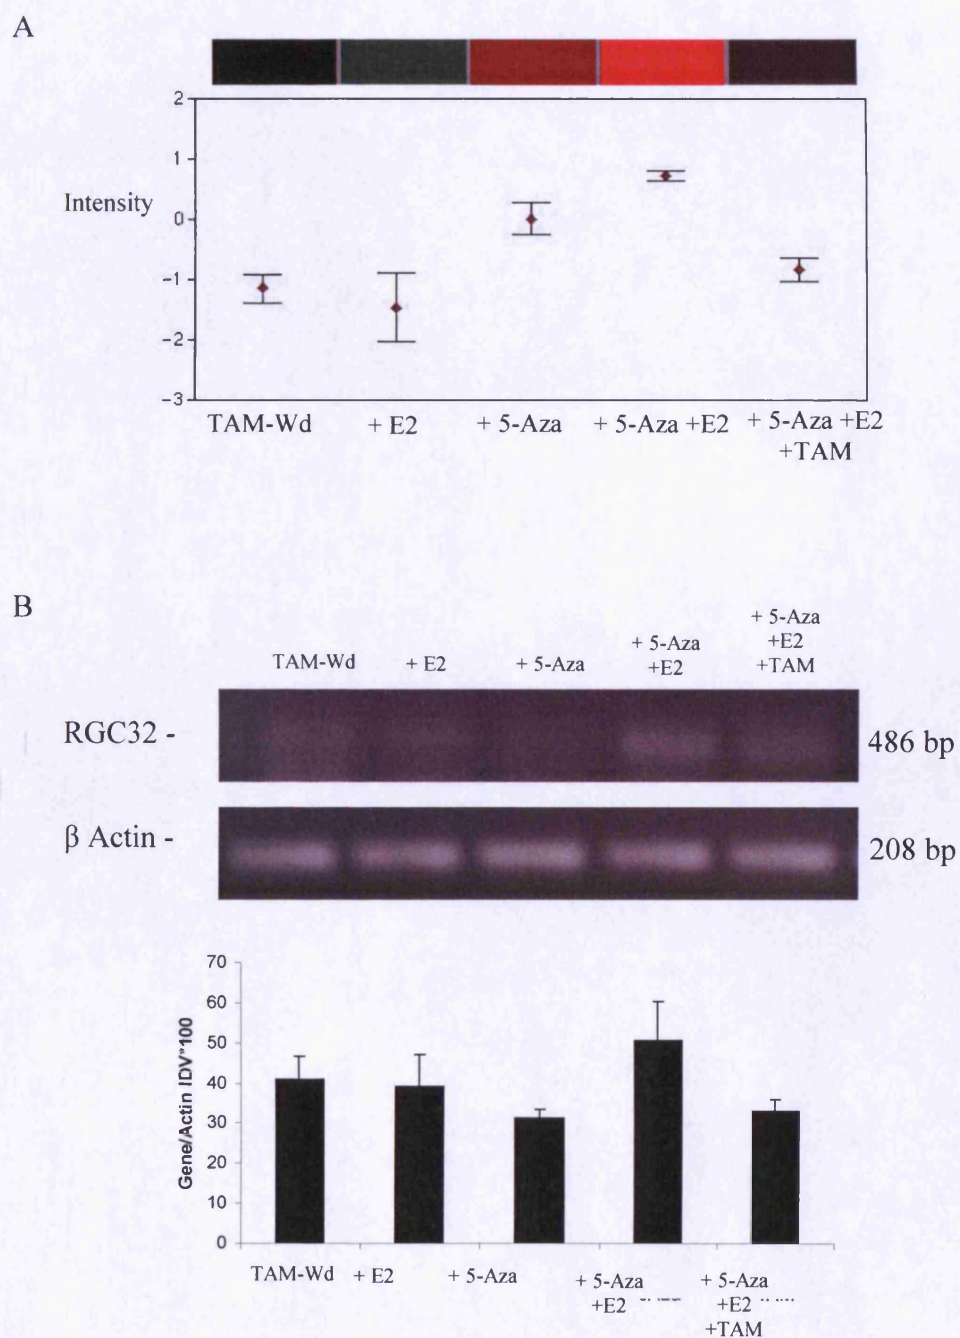 A
2
1
Intensity
0
−1
−2
−3
TAM-Wd + E2 + 5-Aza + 5-Aza +E2 + 5-Aza +E2
+TAM
B
+ 5-Aza
+E2
+TAM
+ 5-Aza
+E2
TAM-Wd + E2 + 5-Aza
RGC32 - 486 bp
β Actin - 208 bp
70
60
50
40
30
20
10
0
Gene/Actin IDV*100
TAM-Wd + E2 + 5-Aza + 5-Aza + 5-Aza
+E2 +E2
+TAM